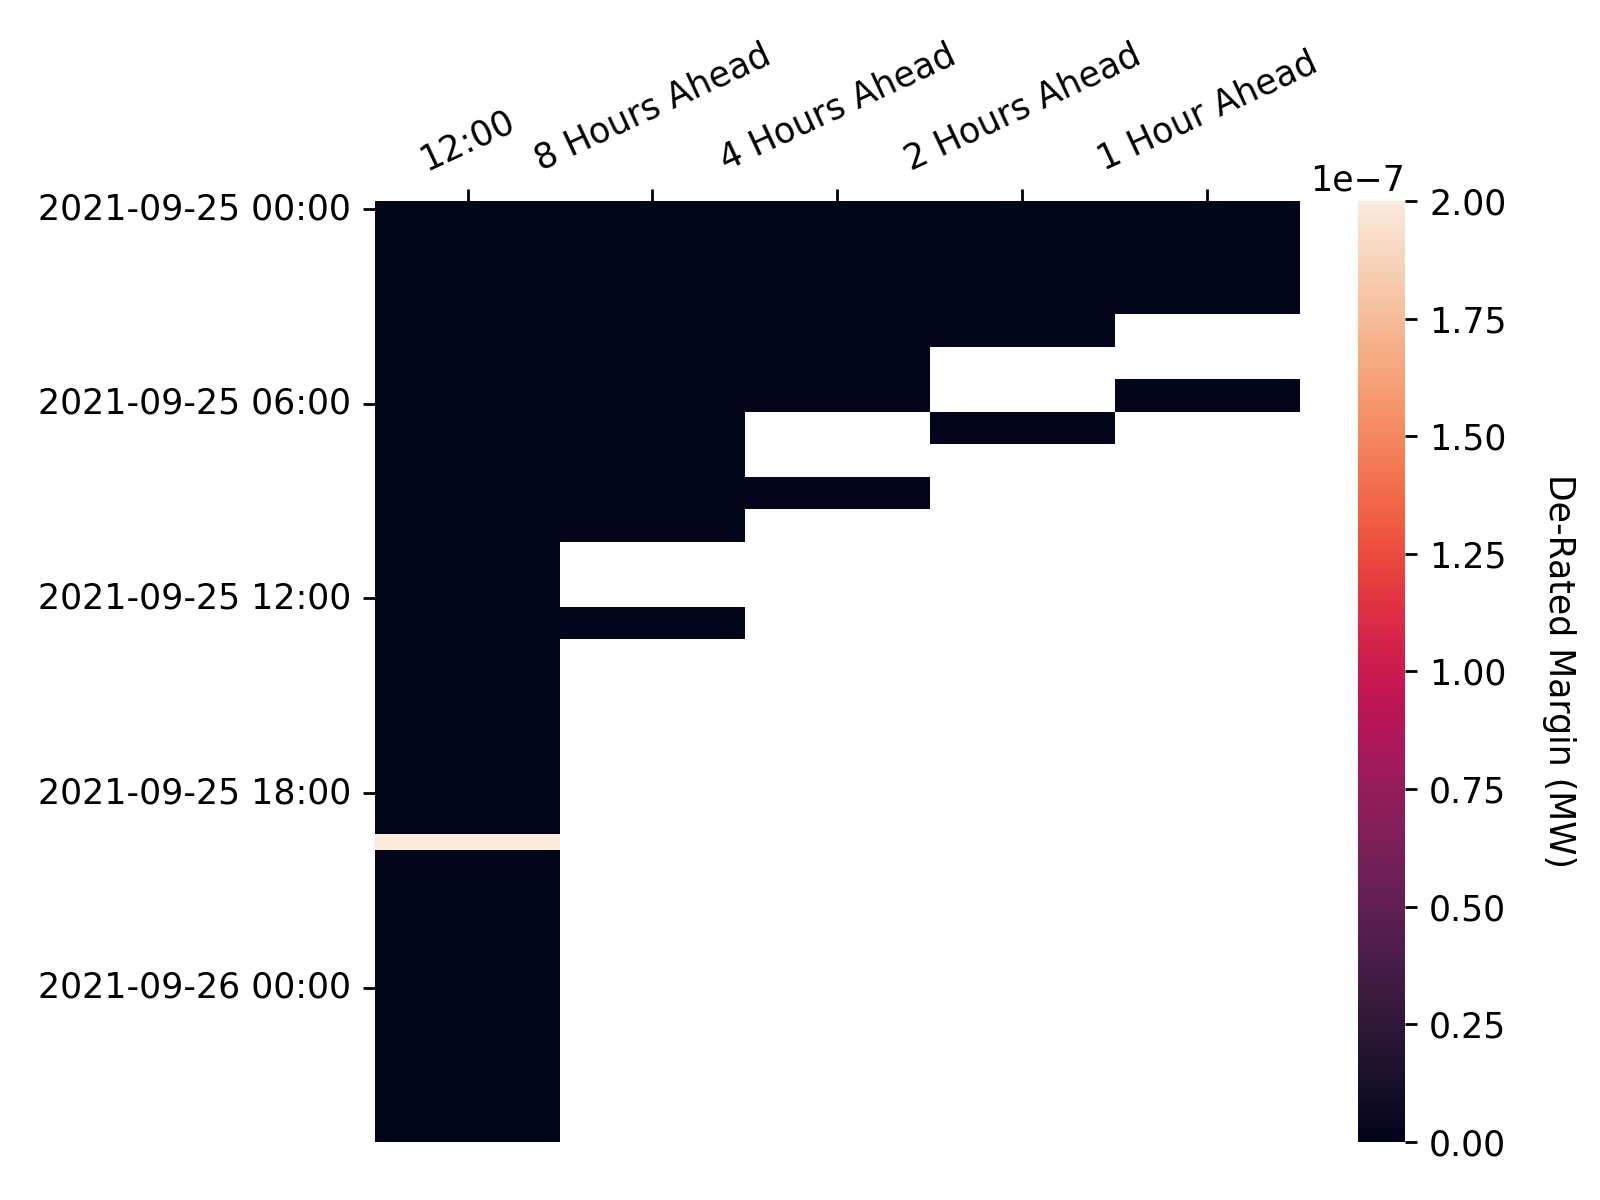 12:00
8 Hours Ahead
4 Hours Ahead
2 Hours Ahead
1 Hour Ahead
1e−7
2021-09-25 00:00
2021-09-25 06:00
2021-09-25 12:00
2021-09-25 18:00
2021-09-26 00:00
2.00
1.75
1.50
1.25
1.00
0.75
0.50
0.25
0.00
De-Rated Margin (MW)